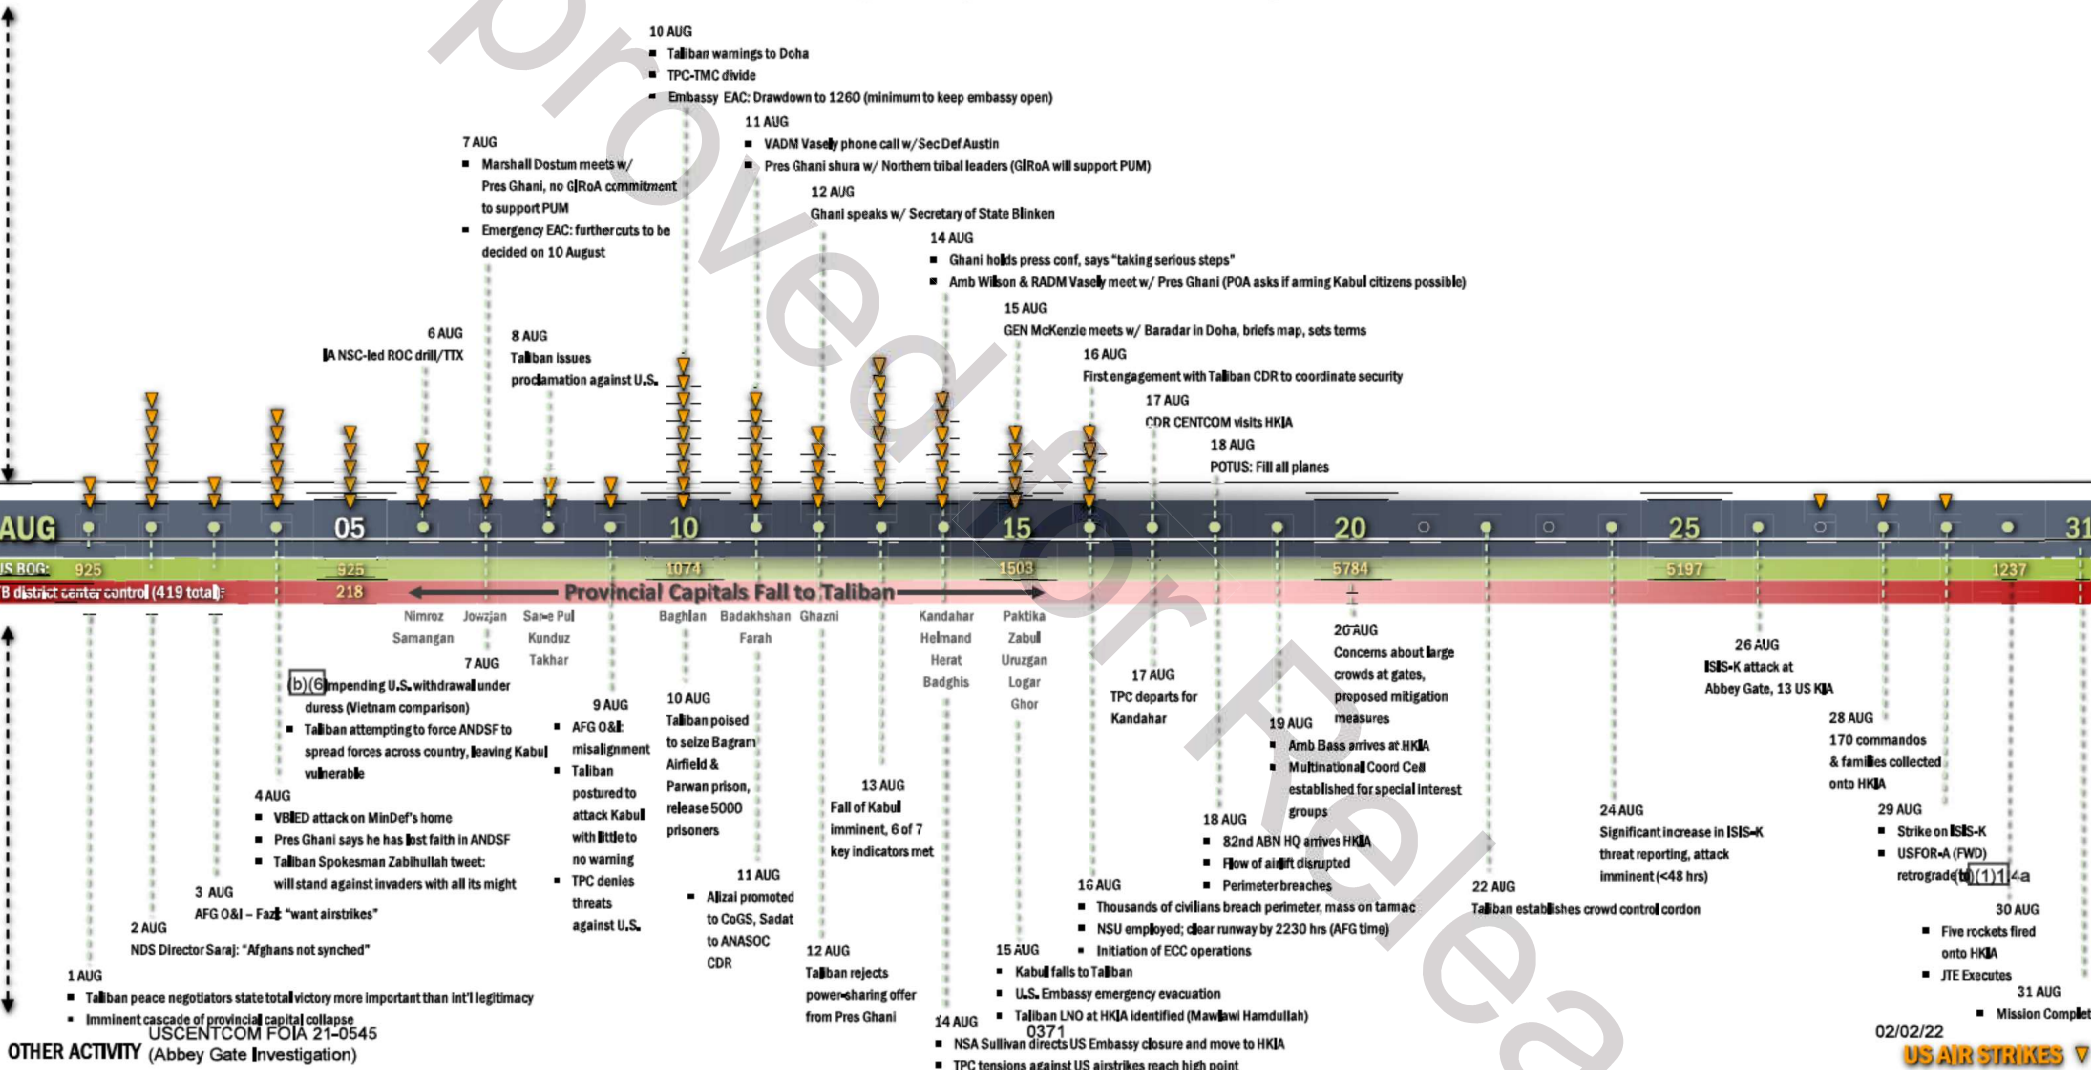 10 AUG
▪ Taliban warnings to Doha
▪ TPC-TMC divide
▪ Embassy EAC: Drawdown to 1260 (minimum to keep embassy open)
11 AUG
▪ VADM Vasely phone call w/SecDef Austin
▪ Pres Ghani shura w/ Northern tribal leaders (GIRoA will support PUM)
7 AUG
▪ Marshall Dostum meets w/
Pres Ghani, no GIRoA commitment
to support PUM
▪ Emergency EAC: further cuts to be
decided on 10 August
12 AUG
Ghani speaks w/ Secretary of State Blinken
14 AUG
▪ Ghani holds press conf, says "taking serious steps"
▪ Amb Wilson & RADM Vasely meet w/ Pres Ghani (POA asks if arming Kabul citizens possible)
15 AUG
GEN McKenzie meets w/ Baradar in Doha, briefs map, sets terms
6 AUG
IA NSC-led ROC drill/TTX
8 AUG
Taliban issues
proclamation against U.S.
16 AUG
First engagement with Taliban CDR to coordinate security
17 AUG
CDR CENTCOM visits HKIA
18 AUG
POTUS: Fill all planes
AUG 05 10 15 20 25 31
US BOG: 925 925 1074 1503 5784 5197 1237
B district center control (419 total): 218 Provincial Capitals Fall to Taliban
Nimroz
Samangan
Jowzjan
Sar-e Pul
Kunduz
Takhar
Baghlan
Badakhshan
Farah
Ghazni
Kandahar
Helmand
Herat
Badghis
Paktika
Zabul
Uruzgan
Logar
Ghor
7 AUG
(b)(6 impending U.S. withdrawal under
duress (Vietnam comparison)
▪ Taliban attempting to force ANDSF to
spread forces across country, leaving Kabul
vulnerable
4 AUG
▪ VBIED attack on MinDef's home
▪ Pres Ghani says he has lost faith in ANDSF
▪ Taliban Spokesman Zabihullah tweet:
will stand against invaders with all its might
3 AUG
AFG O&I – Fazl: "want airstrikes"
2 AUG
NDS Director Saraj: "Afghans not synched"
1 AUG
▪ Taliban peace negotiators state total victory more important than int'l legitimacy
▪ Imminent cascade of provincial capital collapse
9 AUG
▪ AFG O&I:
misalignment
▪ Taliban
postured to
attack Kabul
with little to
no warning
▪ TPC denies
threats
against U.S.
10 AUG
Taliban poised
to seize Bagram
Airfield &
Parwan prison,
release 5000
prisoners
11 AUG
▪ Alizai promoted
to CoGS, Sadat
to ANASOC
CDR
12 AUG
Taliban rejects
power-sharing offer
from Pres Ghani
13 AUG
Fall of Kabul
imminent, 6 of 7
key indicators met
14 AUG
▪ NSA Sullivan directs US Embassy closure and move to HKIA
▪ TPC tensions against US airstrikes reach high point
15 AUG
▪ Kabul falls to Taliban
▪ U.S. Embassy emergency evacuation
▪ Taliban LNO at HKIA identified (Mawlawi Hamdullah)
16 AUG
▪ Thousands of civilians breach perimeter, mass on tarmac
▪ NSU employed; clear runway by 2230 hrs (AFG time)
▪ Initiation of ECC operations
17 AUG
TPC departs for
Kandahar
18 AUG
▪ 82nd ABN HQ arrives HKIA
▪ Flow of airlift disrupted
▪ Perimeter breaches
19 AUG
▪ Amb Bass arrives at HKIA
▪ Multinational Coord Cell
established for special interest
groups
20 AUG
Concerns about large
crowds at gates,
proposed mitigation
measures
22 AUG
Taliban establishes crowd control cordon
24 AUG
Significant increase in ISIS-K
threat reporting, attack
imminent (<48 hrs)
26 AUG
ISIS-K attack at
Abbey Gate, 13 US KIA
28 AUG
170 commandos
& families collected
onto HKIA
29 AUG
▪ Strike on ISIS-K
▪ USFOR-A (FWD)
retrograde to (b)(1)1.4a
30 AUG
▪ Five rockets fired
onto HKIA
▪ JTE Executes
31 AUG
▪ Mission Complet
OTHER ACTIVITY
USCENTCOM FOIA 21-0545
(Abbey Gate Investigation)
0371
02/02/22
US AIR STRIKES
proved for Relea